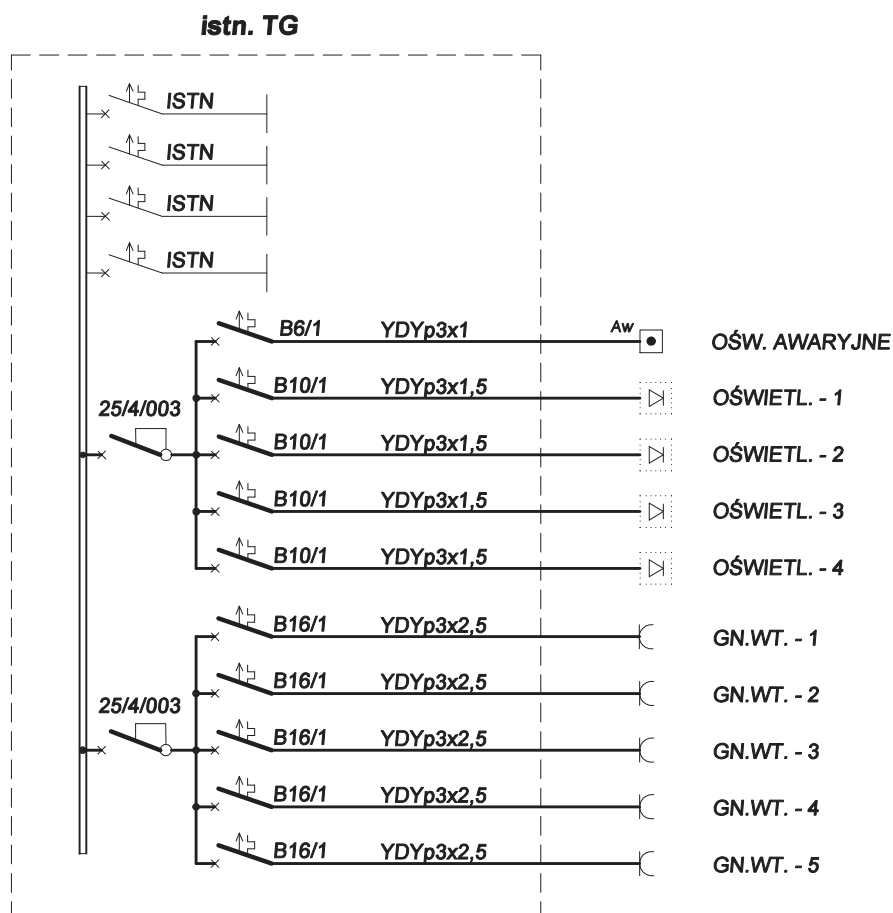 istn. TG
ISTN
ISTN
ISTN
ISTN
B6/1 YDYp3x1 Aw OŚW. AWARYJNE
B10/1 YDYp3x1,5 OŚWIETL. - 1
25/4/003
B10/1 YDYp3x1,5 OŚWIETL. - 2
B10/1 YDYp3x1,5 OŚWIETL. - 3
B10/1 YDYp3x1,5 OŚWIETL. - 4
B16/1 YDYp3x2,5 GN.WT. - 1
B16/1 YDYp3x2,5 GN.WT. - 2
25/4/003
B16/1 YDYp3x2,5 GN.WT. - 3
B16/1 YDYp3x2,5 GN.WT. - 4
B16/1 YDYp3x2,5 GN.WT. - 5